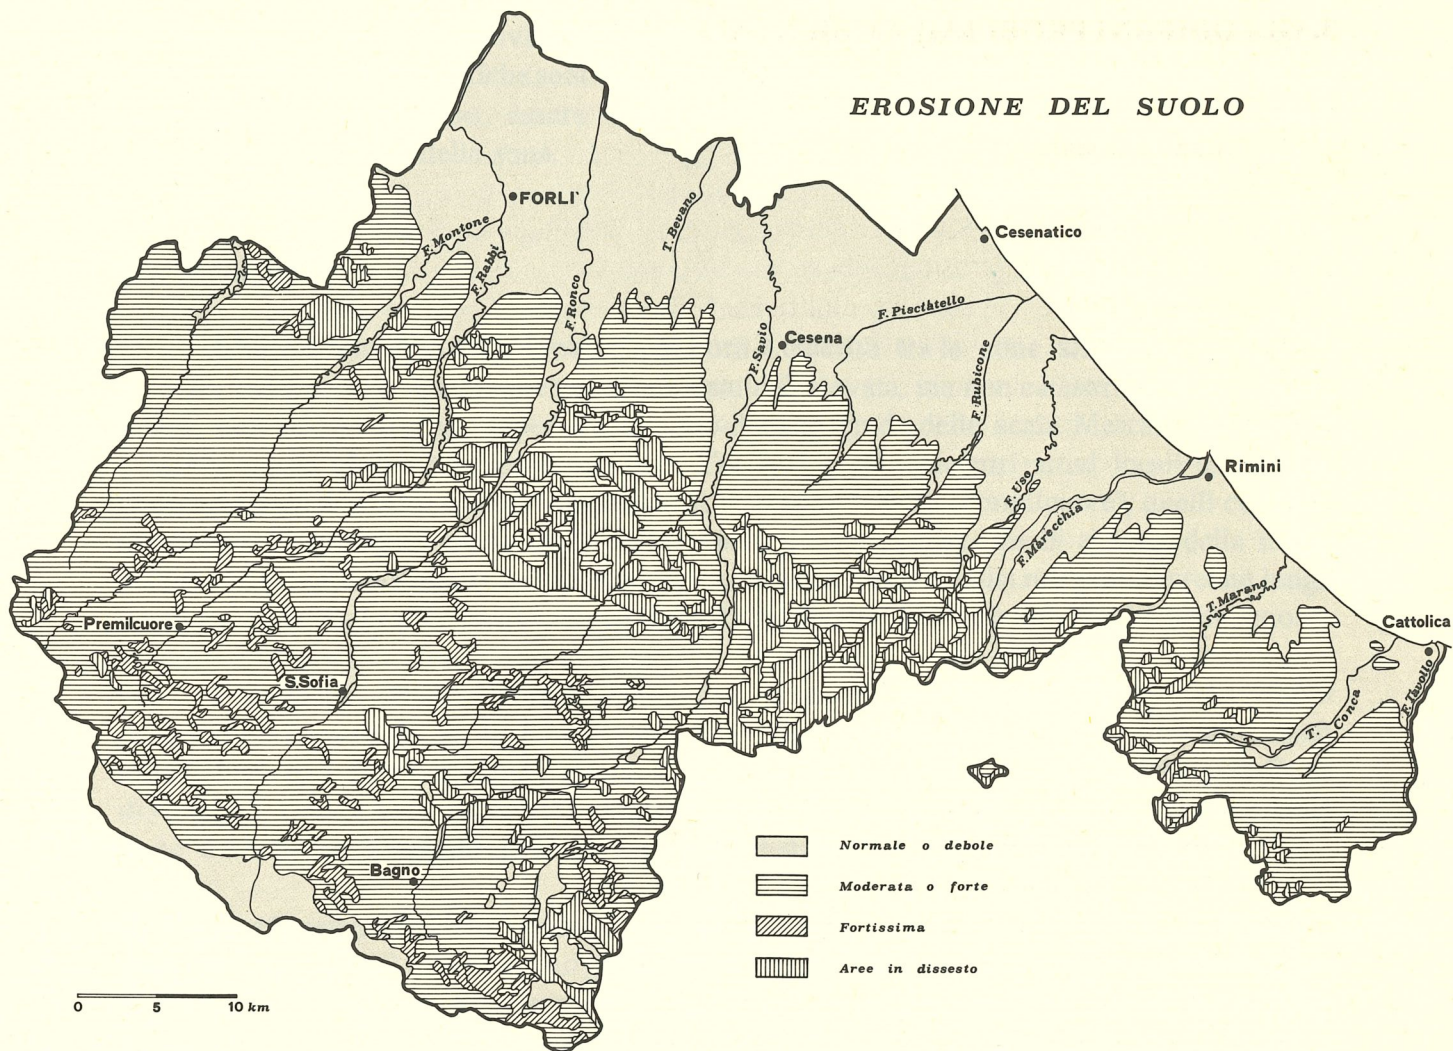 EROSIONE DEL SUOLO
FORLI'
F. Montone
F. Rabbi
F. Ronco
T. Bevano
F. Savio
Cesena
Cesenatico
F. Pisciatello
F. Rubicone
F. Uso
F. Marecchia
Rimini
T. Marano
Cattolica
F. Tavollo
T. Conca
Premilcuore
S.Sofia
Bagno
Normale o debole
Moderata o forte
Fortissima
Aree in dissesto
0 5 10 km